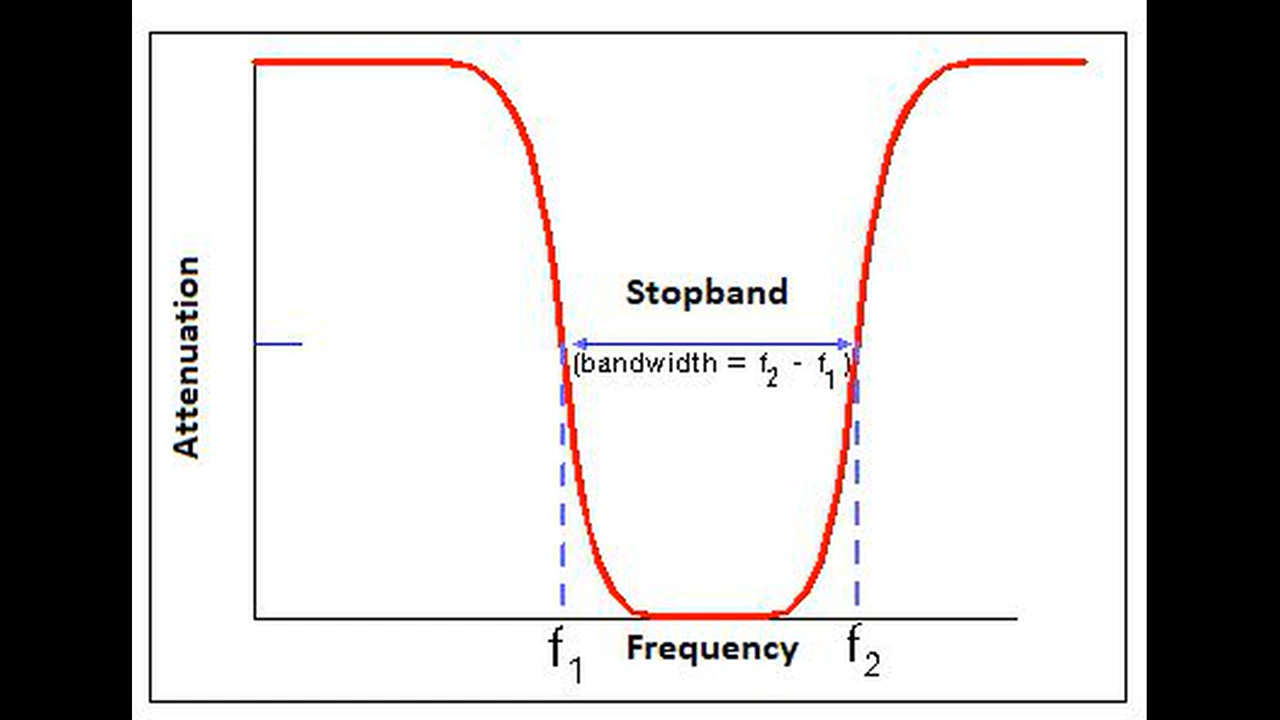 Attenuation
Stopband
(bandwidth = f₂ - f₁)
f₁
Frequency
f₂